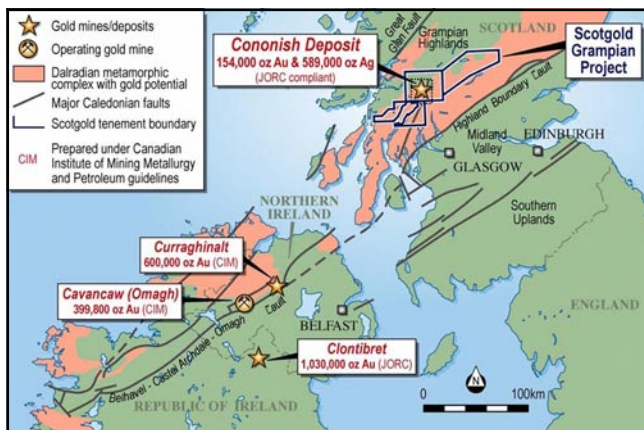 Gold mines/deposits
Operating gold mine
Dalradian metamorphic
complex with gold potential
Major Caledonian faults
Scotgold tenement boundary
CIM
Prepared under Canadian
Institute of Mining Metallurgy
and Petroleum guidelines
Great
Glen Fault
Grampian
Highlands
SCOTLAND
Cononish Deposit
154,000 oz Au & 589,000 oz Ag
(JORC compliant)
Scotgold
Grampian
Project
Highland Boundary Fault
Midland
Valley
EDINBURGH
GLASGOW
Southern
Uplands
NORTHERN
IRELAND
Curraghinalt
600,000 oz Au (CIM)
Cavancaw (Omagh)
399,800 oz Au (CIM)
BELFAST
ENGLAND
Clontibret
1,030,000 oz Au (JORC)
Omagh Fault
REPUBLIC OF IRELAND
N
0
100km